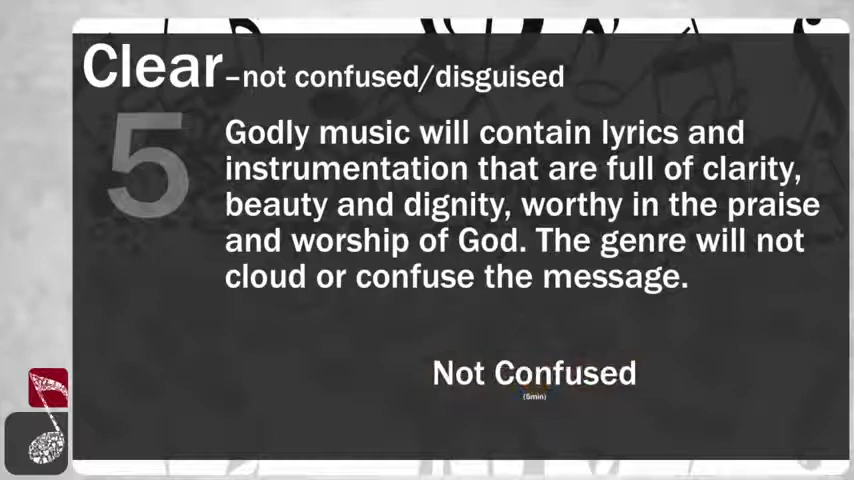 Clear–not confused/disguised
5
Godly music will contain lyrics and
instrumentation that are full of clarity,
beauty and dignity, worthy in the praise
and worship of God. The genre will not
cloud or confuse the message.
Not Confused
(5min)